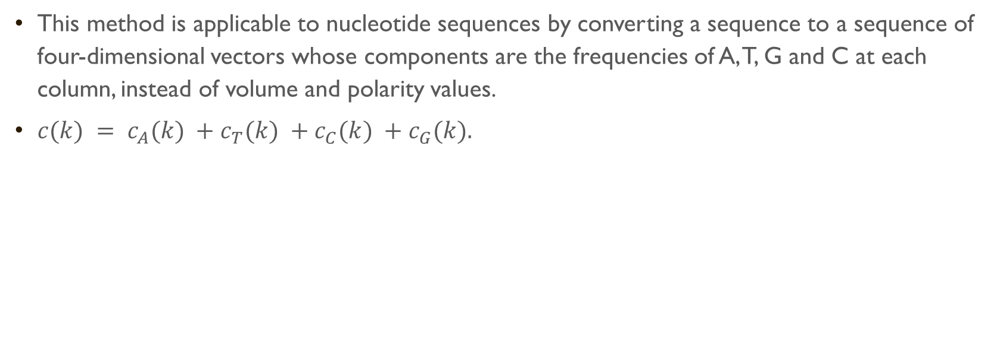 • This method is applicable to nucleotide sequences by converting a sequence to a sequence of
four-dimensional vectors whose components are the frequencies of A, T, G and C at each
column, instead of volume and polarity values.
• c(k) = c_A(k) + c_T(k) + c_C(k) + c_G(k).